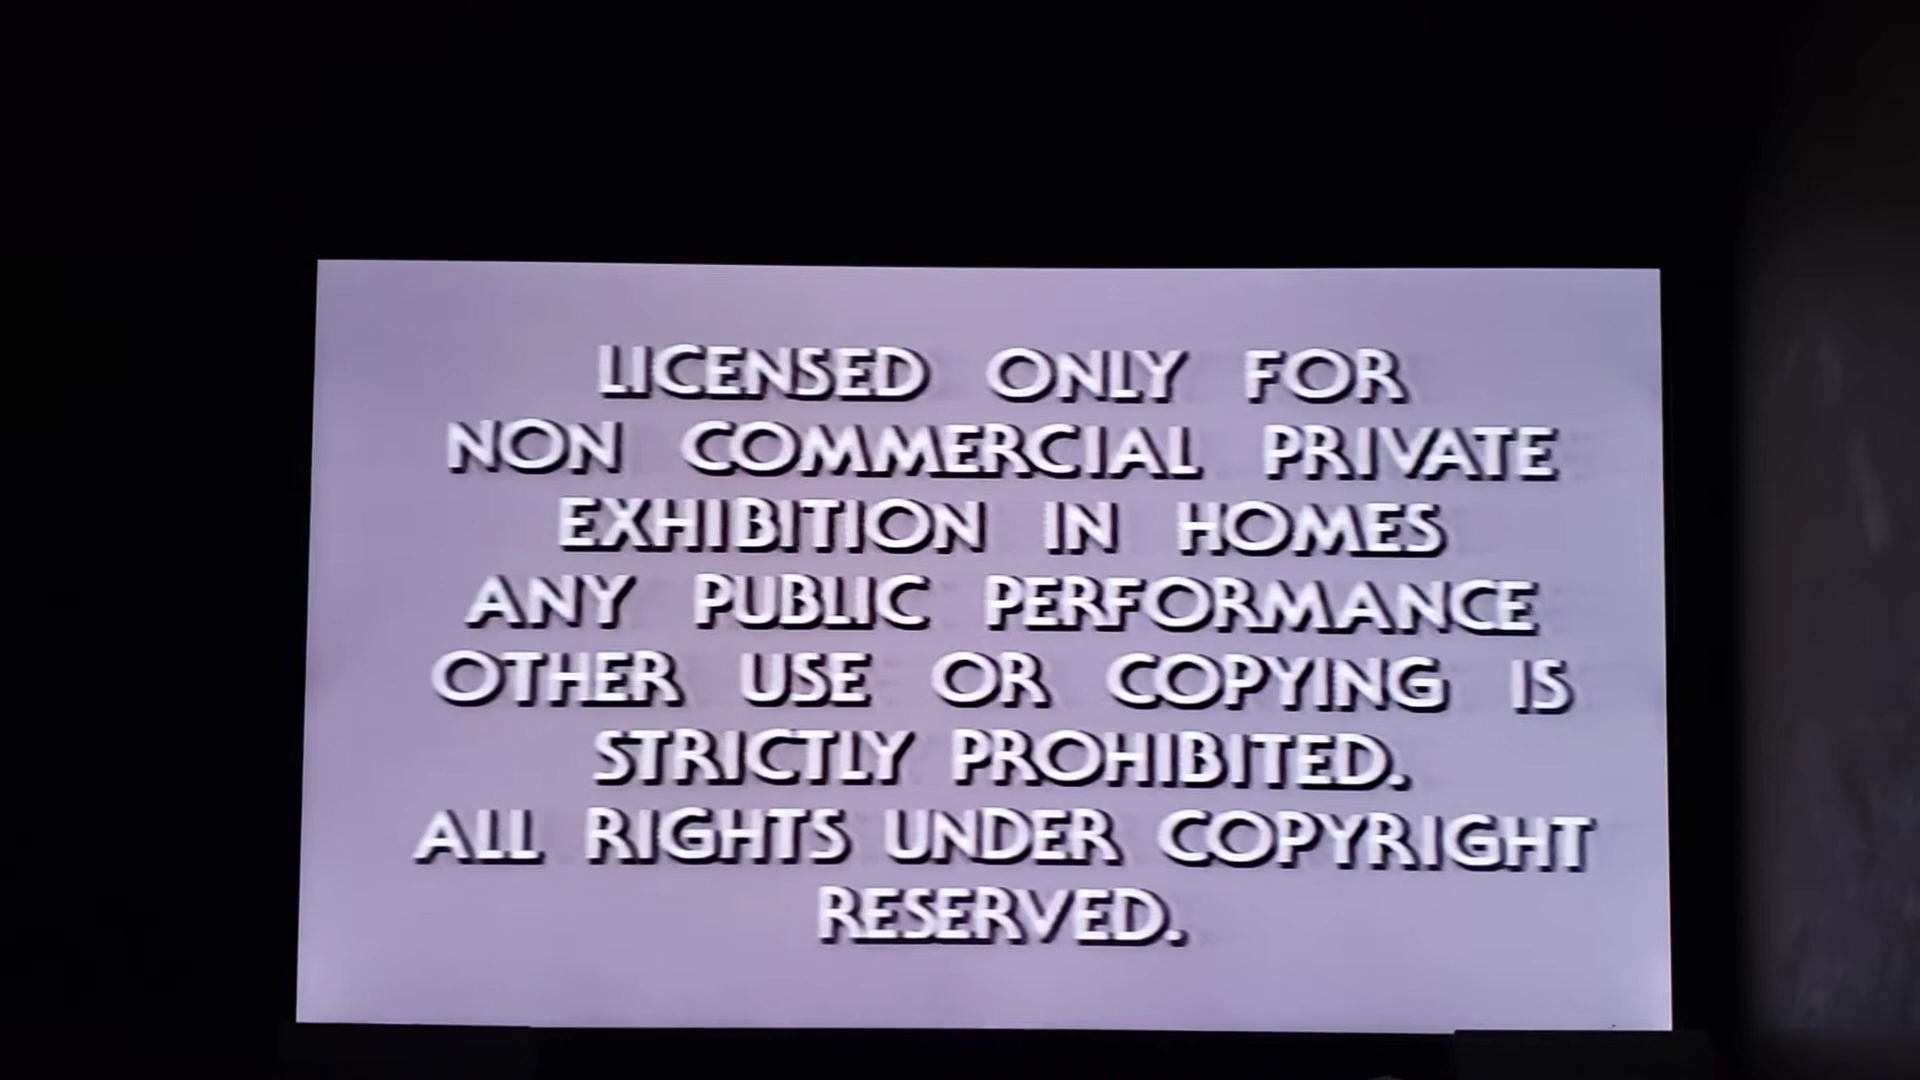 LICENSED ONLY FOR
NON COMMERCIAL PRIVATE
EXHIBITION IN HOMES
ANY PUBLIC PERFORMANCE
OTHER USE OR COPYING IS
STRICTLY PROHIBITED.
ALL RIGHTS UNDER COPYRIGHT
RESERVED.